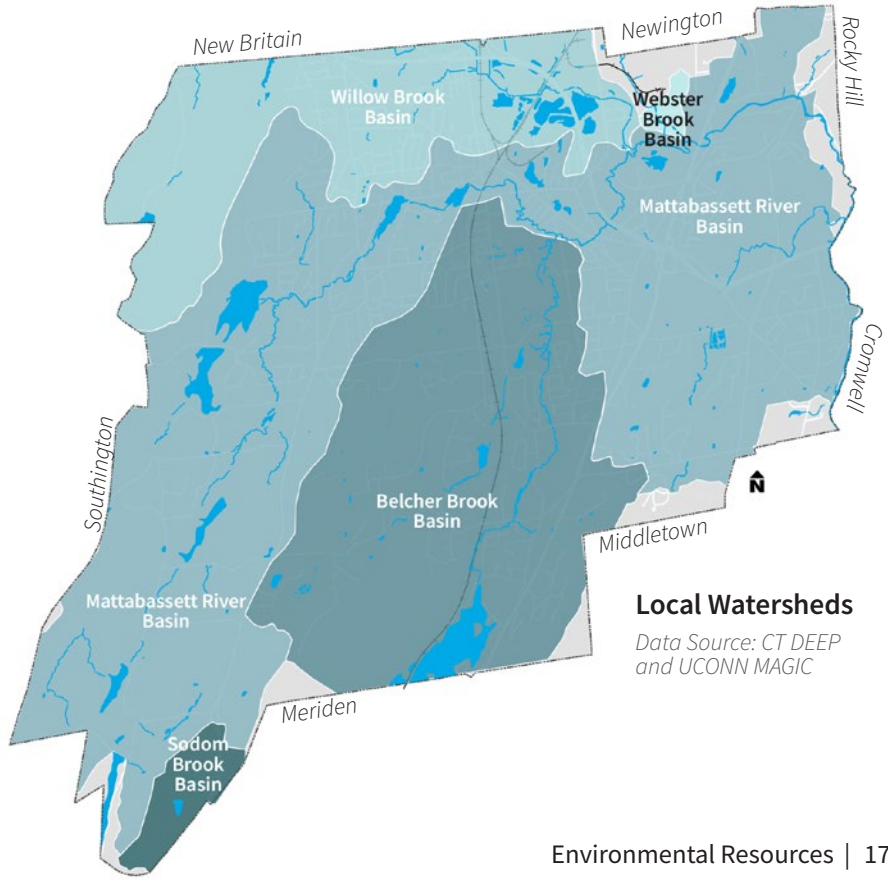 New Britain
Newington
Rocky Hill
Willow Brook
Basin
Webster
Brook
Basin
Mattabassett River
Basin
Cromwell
Southington
Belcher Brook
Basin
N
Middletown
Mattabassett River
Basin
Local Watersheds
Data Source: CT DEEP
and UCONN MAGIC
Meriden
Sodom
Brook
Basin
Environmental Resources | 17